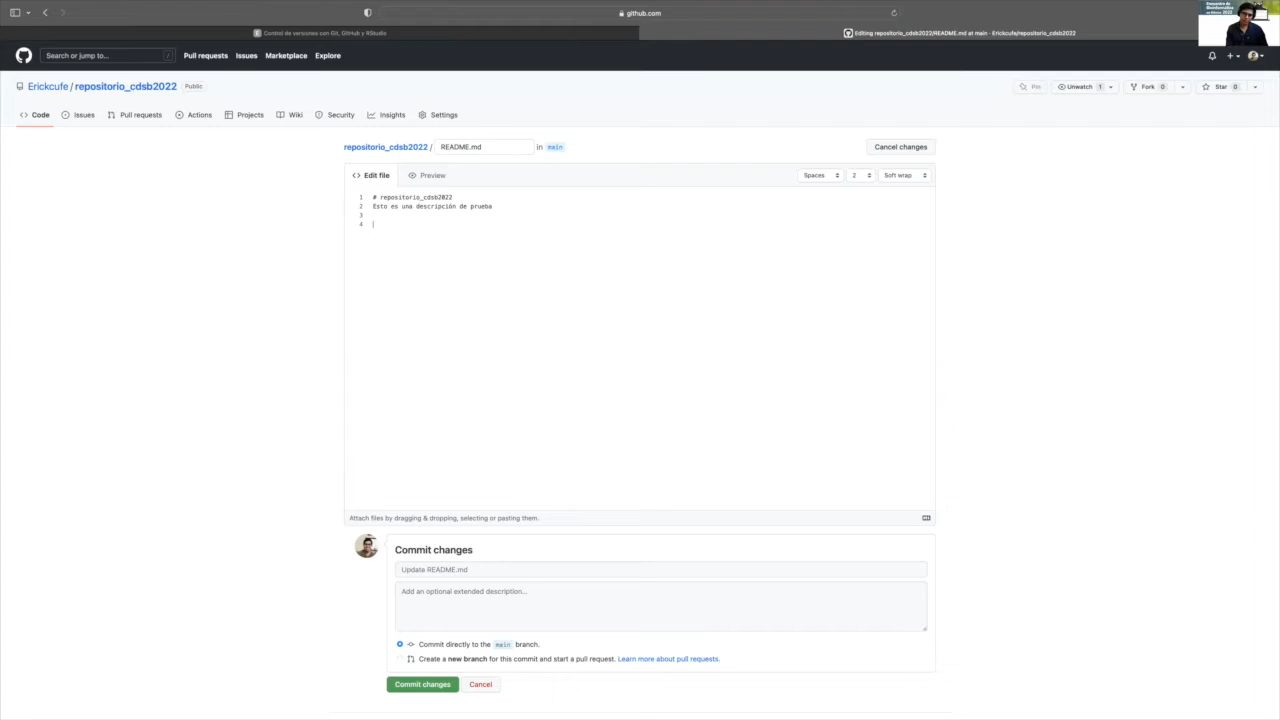 github.com
Control de versiones con Git, GitHub y RStudio
Editing repositorio_cdsb2022/README.md at main · Erickcufe/repositorio_cdsb2022
Encuentro de
Bioinformática
en México 2022
Search or jump to... /
Pull requests Issues Marketplace Explore
Erickcufe / repositorio_cdsb2022 Public
Pin Unwatch 1 Fork 0 Star 0
Code Issues Pull requests Actions Projects Wiki Security Insights Settings
repositorio_cdsb2022 / README.md in main Cancel changes
Edit file Preview Spaces 2 Soft wrap
1 # repositorio_cdsb2022
2 Esto es una descripción de prueba
3
4
Attach files by dragging & dropping, selecting or pasting them.
Commit changes
Update README.md
Add an optional extended description...
Commit directly to the main branch.
Create a new branch for this commit and start a pull request. Learn more about pull requests.
Commit changes Cancel